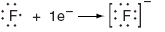 :F· + 1e⁻ ⟶ [:F:]⁻